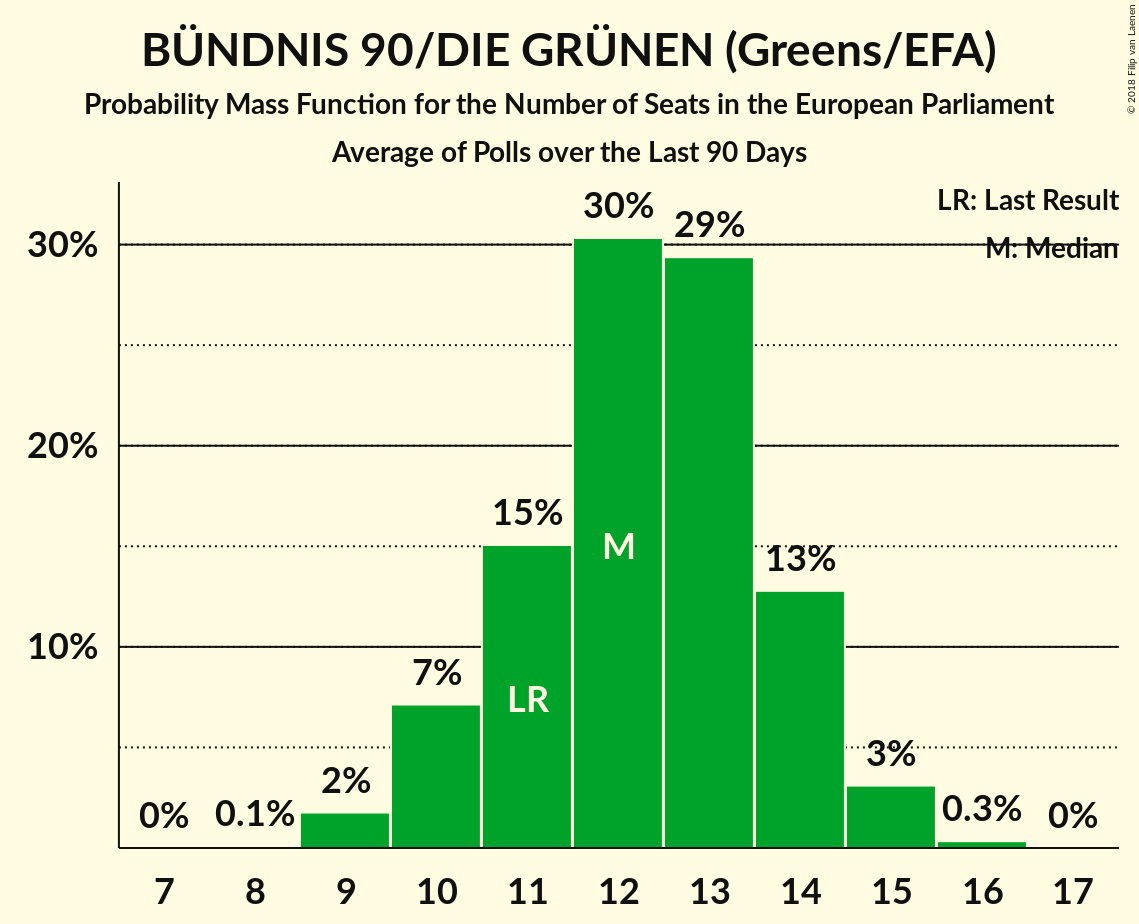 BÜNDNIS 90/DIE GRÜNEN (Greens/EFA)
Probability Mass Function for the Number of Seats in the European Parliament
Average of Polls over the Last 90 Days
© 2018 Filip van Laenen
LR: Last Result
M: Median
30%
20%
10%
0%
0.1%
2%
7%
15%
30%
29%
13%
3%
0.3%
0%
LR
M
7 8 9 10 11 12 13 14 15 16 17